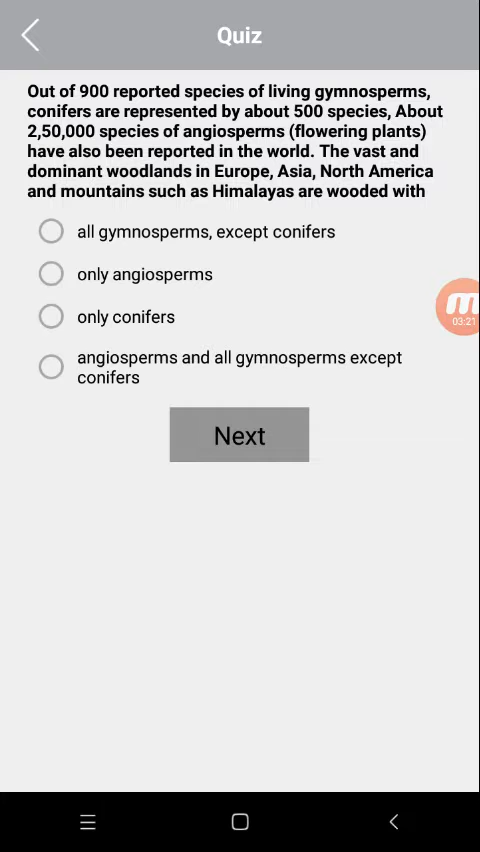 Quiz
Out of 900 reported species of living gymnosperms,
conifers are represented by about 500 species, About
2,50,000 species of angiosperms (flowering plants)
have also been reported in the world. The vast and
dominant woodlands in Europe, Asia, North America
and mountains such as Himalayas are wooded with
all gymnosperms, except conifers
only angiosperms
03:21
only conifers
angiosperms and all gymnosperms except
conifers
Next